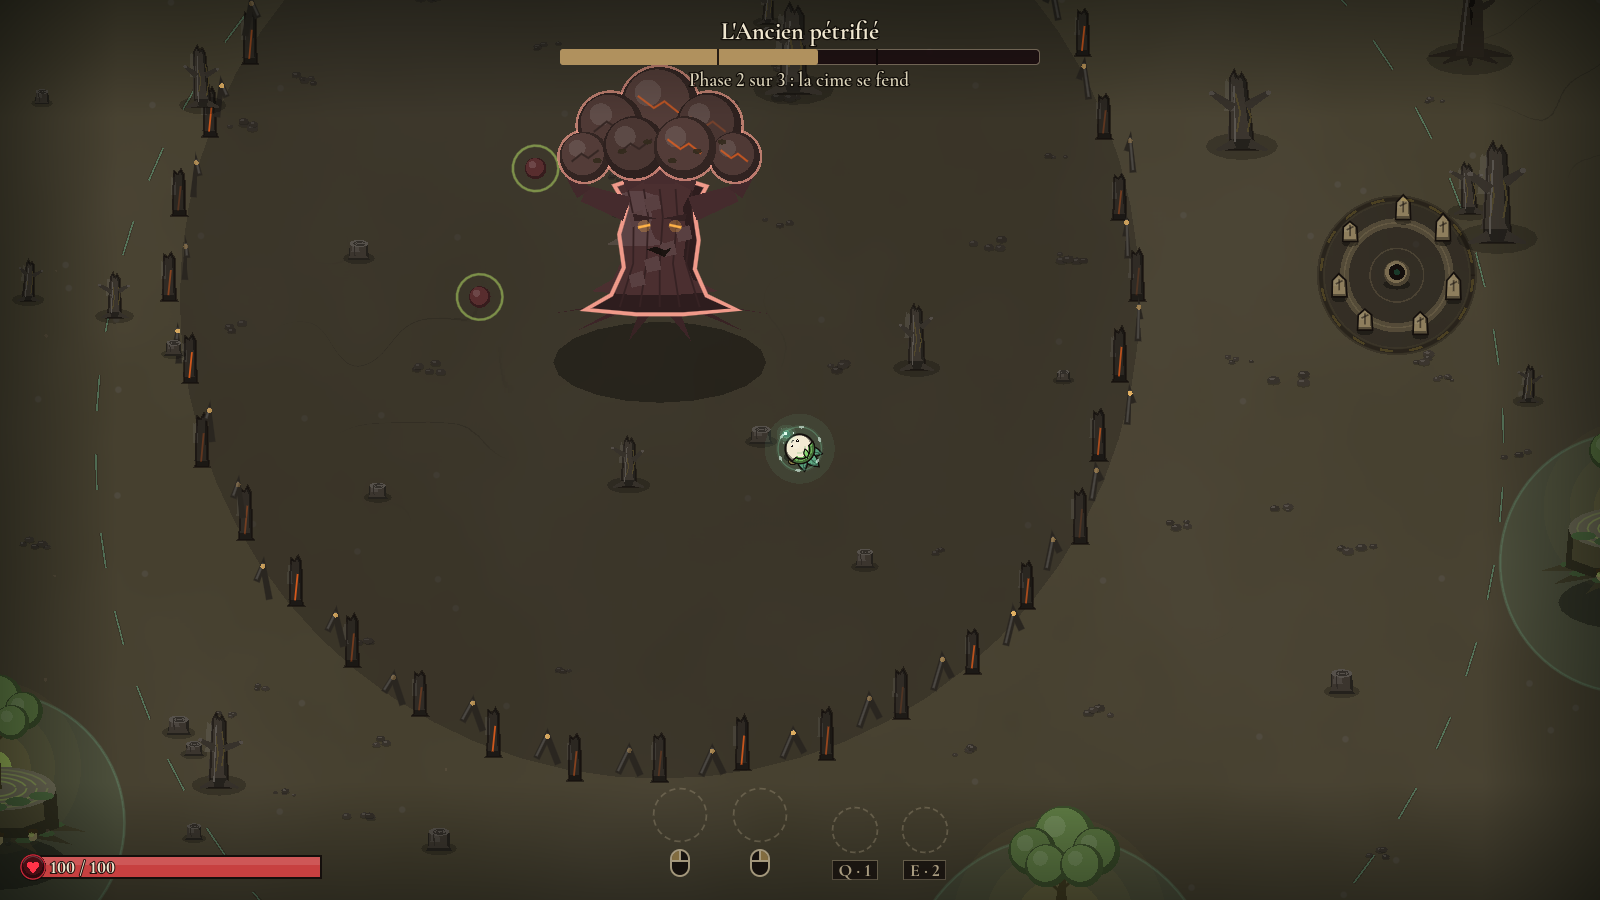 L'Ancien pétrifié
Phase 2 sur 3 : la cime se fend
100 / 100
Q · 1
E · 2